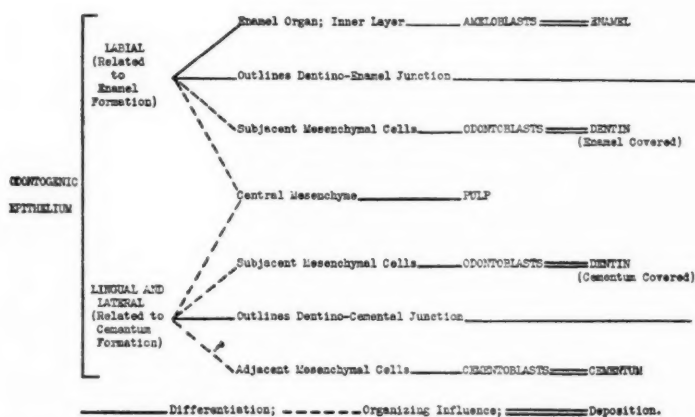 Enamel Organ; Inner Layer AMELOBLASTS ENAMEL
LABIAL
(Related
to
Enamel
Formation)
Outlines Dentino-Enamel Junction
Subjacent Mesenchymal Cells ODONTOBLASTS DENTIN
(Enamel Covered)
ODONTOGENIC
EPITHELIUM
Central Mesenchyme PULP
Subjacent Mesenchymal Cells ODONTOBLASTS DENTIN
(Cementum Covered)
LINGUAL AND
LATERAL
(Related to
Cementum
Formation)
Outlines Dentino-Cemental Junction
Adjacent Mesenchymal Cells CEMENTOBLASTS CEMENTUM
Differentiation; Organizing Influence; Deposition.